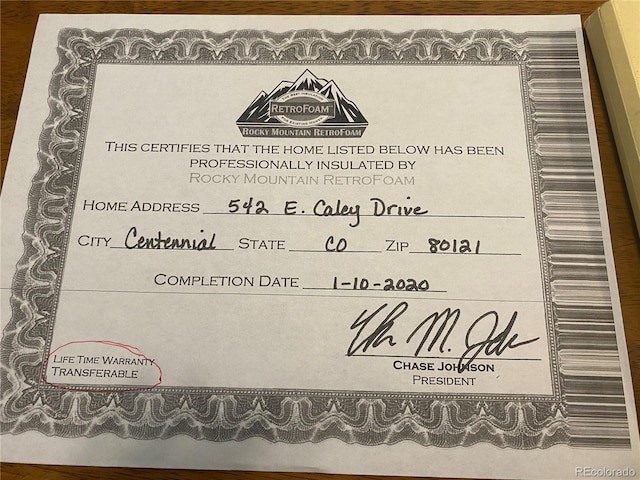 RETROFOAM
ROCKY MOUNTAIN RETROFOAM
THIS CERTIFIES THAT THE HOME LISTED BELOW HAS BEEN
PROFESSIONALLY INSULATED BY
ROCKY MOUNTAIN RETROFOAM
HOME ADDRESS 542 E. Caley Drive
CITY Centennial STATE CO ZIP 80121
COMPLETION DATE 1-10-2020
CHASE JOHNSON
PRESIDENT
LIFE TIME WARRANTY
TRANSFERABLE
REcolorado